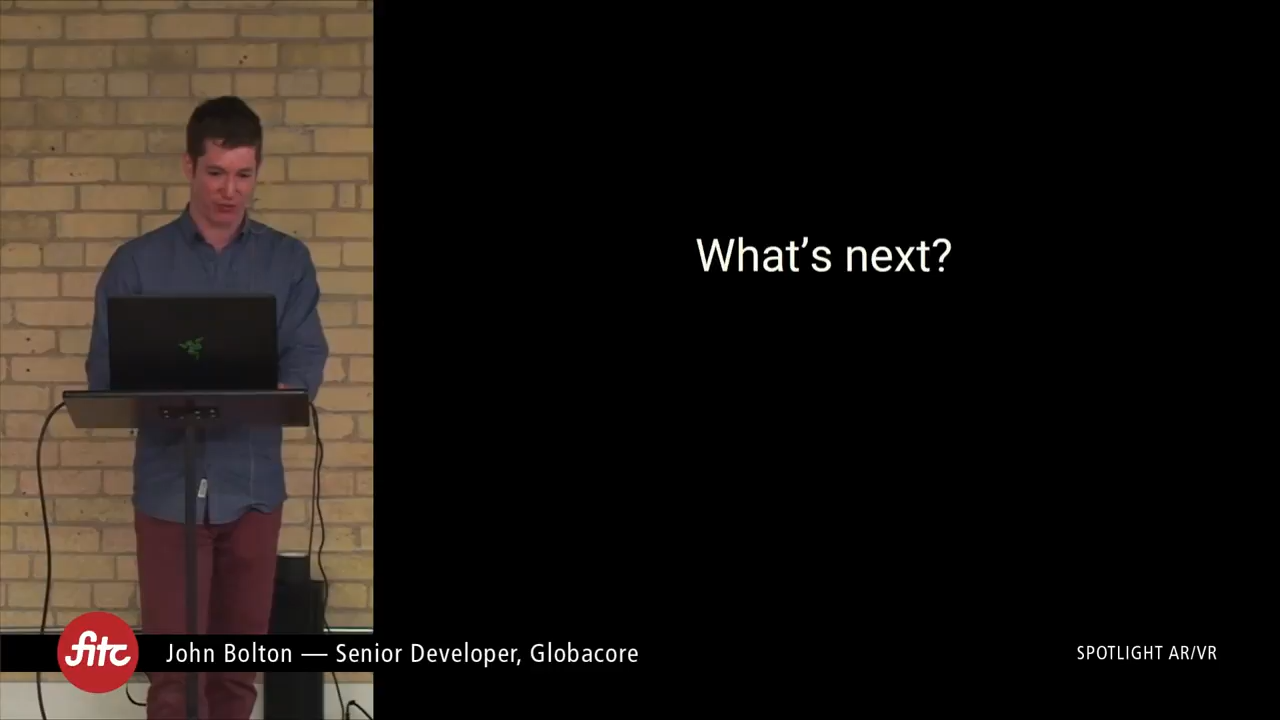 What's next?
fitc
John Bolton — Senior Developer, Globacore
SPOTLIGHT AR/VR